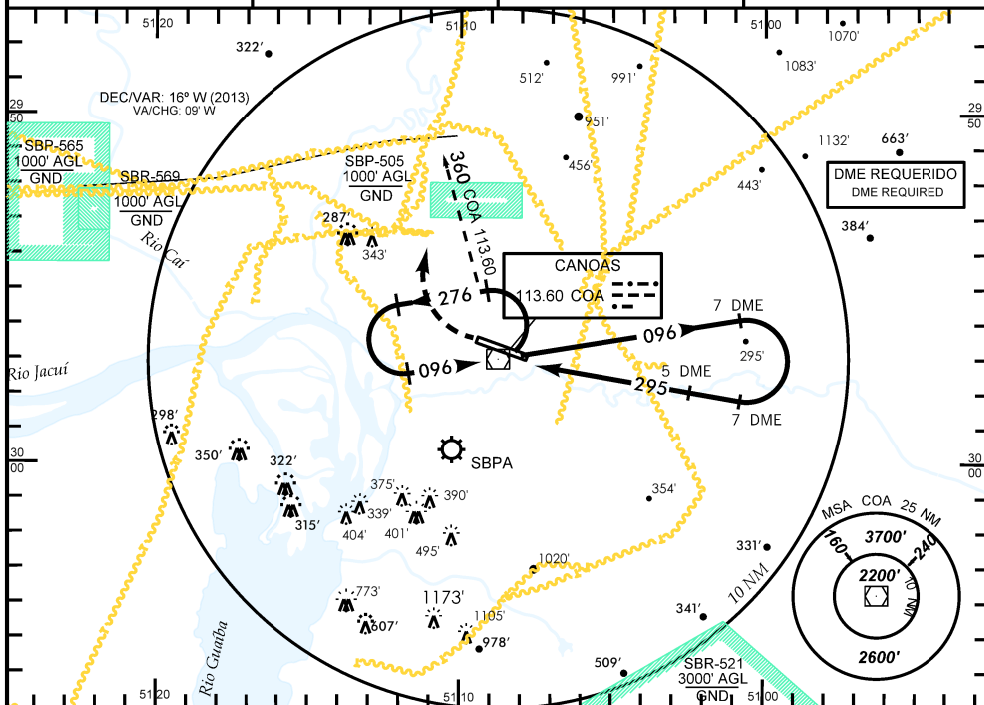 51 20
51 10
51 00
322'
1070'
512'
991'
1083'
DEC/VAR: 16º W (2013)
VA/CHG: 09' W
29
50
29
50
951'
1132'
663'
SBP-565
1000' AGL
GND
SBR-569
1000' AGL
GND
SBP-505
1000' AGL
GND
456'
443'
DME REQUERIDO
DME REQUIRED
360 COA 113.60
287'
343'
384'
Rio Caí
CANOAS
113.60 COA
276
7 DME
096
295'
Rio Jacuí
096
5 DME
295
7 DME
298'
350'
SBPA
30
00
30
00
322'
315'
375'
339'
404'
390'
401'
495'
354'
331'
1020'
MSA COA 25 NM
3700'
160
240
2200'
10 NM
2600'
10 NM
773'
607'
1173'
1105'
978'
341'
509'
SBR-521
3000' AGL
GND
Rio Guaíba
51 20
51 10
51 00